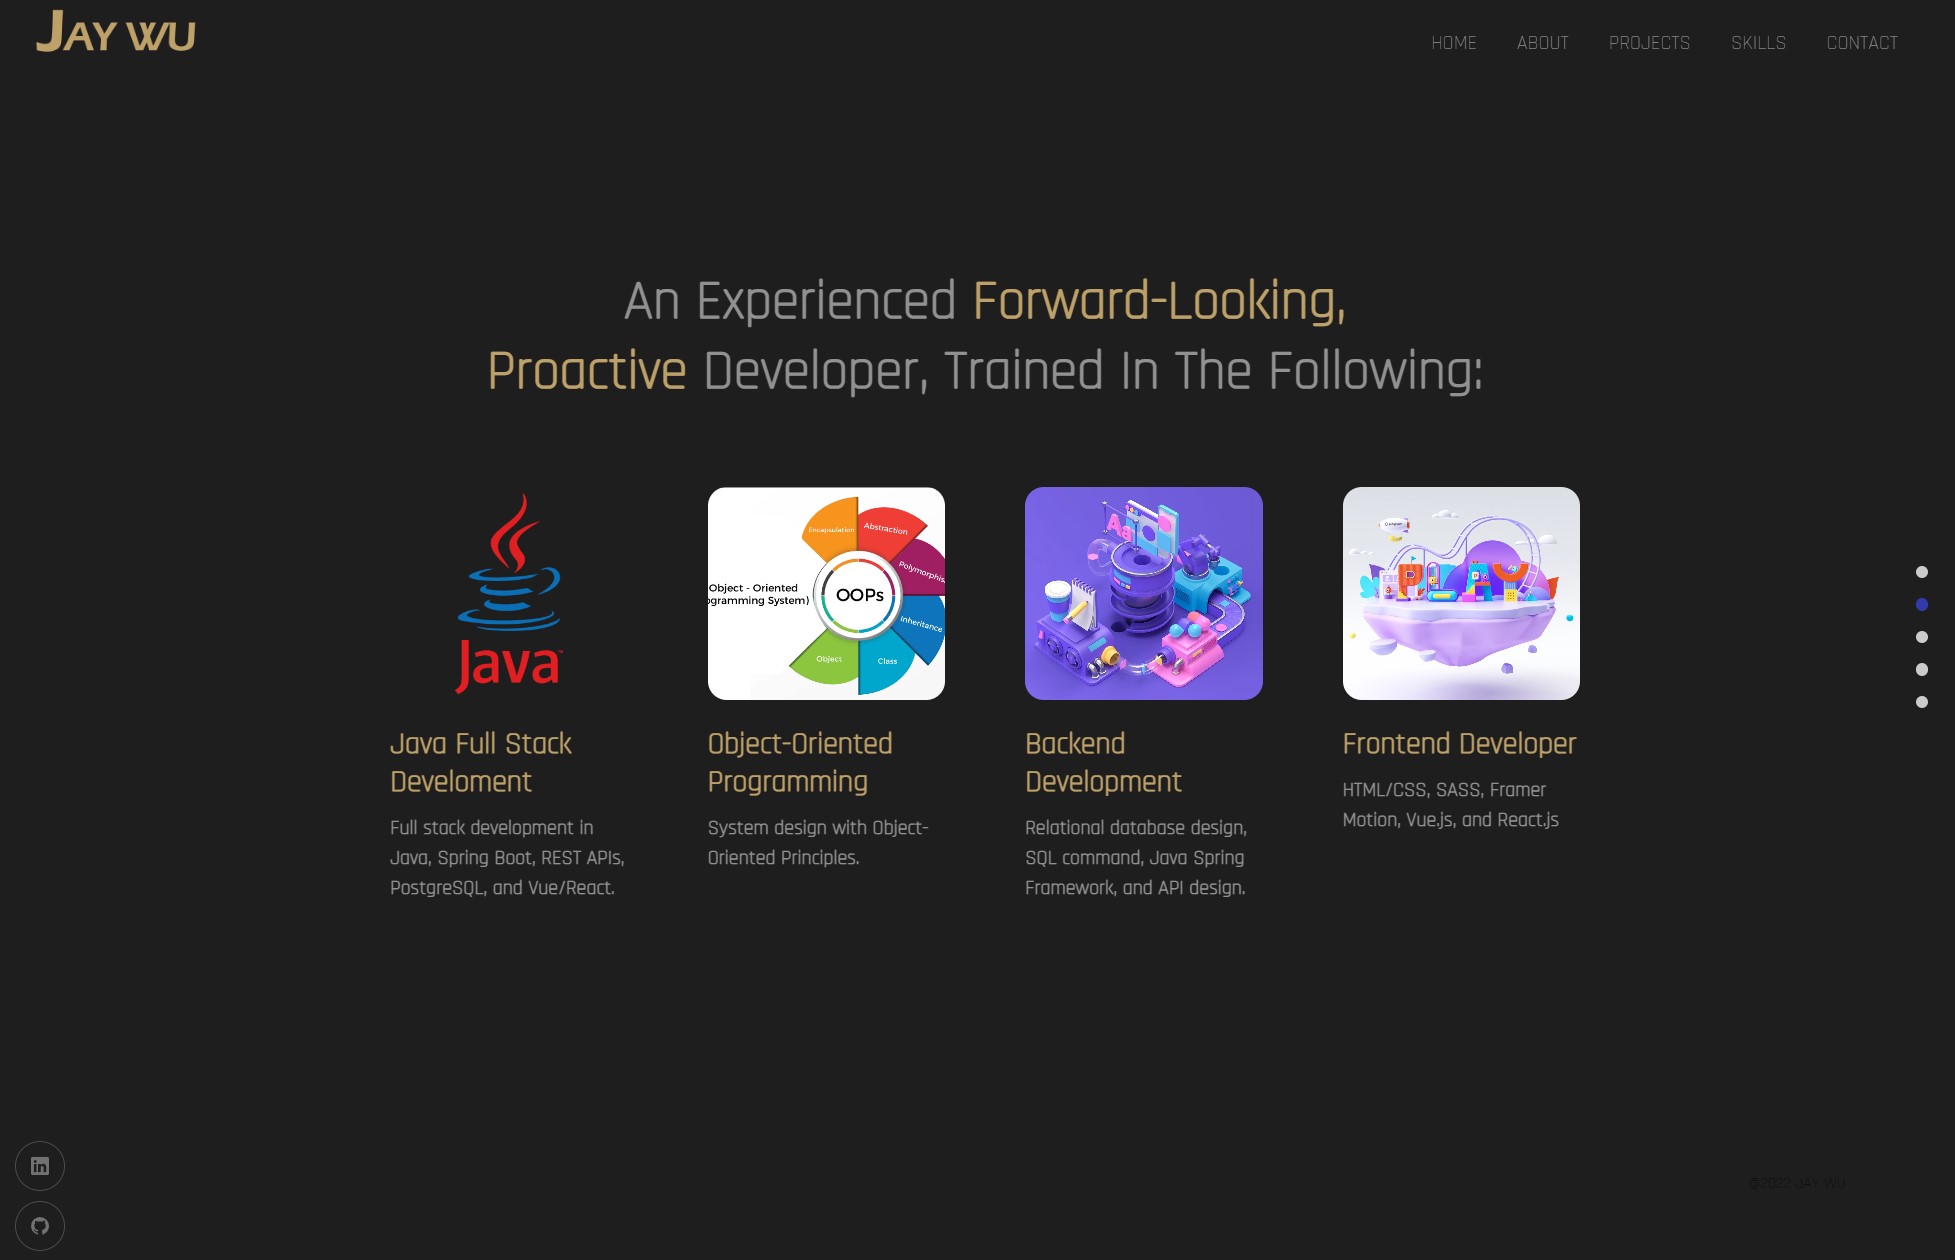 JAY WU
HOME ABOUT PROJECTS SKILLS CONTACT
An Experienced Forward-Looking,
Proactive Developer, Trained In The Following:
Java
Encapsulation
Abstraction
Polymorphis
Object - Oriented
ogramming System)
OOPs
Inheritance
Object
Class
Aa
Java Full Stack
Develoment
Full stack development in
Java, Spring Boot, REST APIs,
PostgreSQL, and Vue/React.
Object-Oriented
Programming
System design with Object-
Oriented Principles.
Backend
Development
Relational database design,
SQL command, Java Spring
Framework, and API design.
Frontend Developer
HTML/CSS, SASS, Framer
Motion, Vue.js, and React.js
in
©2022 JAY WU